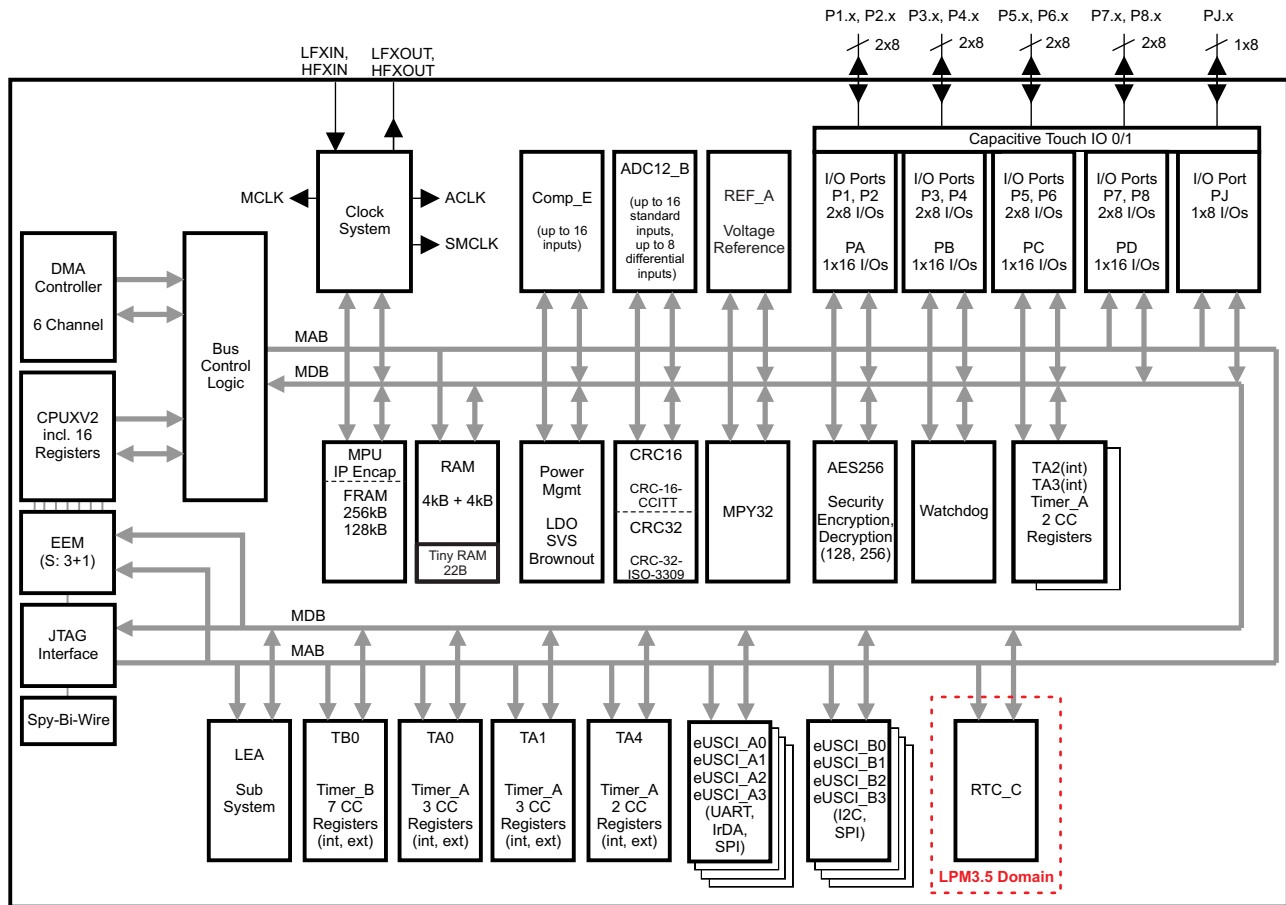 P1.x, P2.x
P3.x, P4.x
P5.x, P6.x
P7.x, P8.x
PJ.x
2x8
2x8
2x8
2x8
1x8
LFXIN,
HFXIN
LFXOUT,
HFXOUT
Capacitive Touch IO 0/1
MCLK
Clock
System
ACLK
SMCLK
Comp_E
(up to 16
inputs)
ADC12_B
(up to 16
standard
inputs,
up to 8
differential
inputs)
REF_A
Voltage
Reference
I/O Ports
P1, P2
2x8 I/Os
PA
1x16 I/Os
I/O Ports
P3, P4
2x8 I/Os
PB
1x16 I/Os
I/O Ports
P5, P6
2x8 I/Os
PC
1x16 I/Os
I/O Ports
P7, P8
2x8 I/Os
PD
1x16 I/Os
I/O Port
PJ
1x8 I/Os
DMA
Controller
6 Channel
Bus
Control
Logic
MAB
MDB
CPUXV2
incl. 16
Registers
MPU
IP Encap
FRAM
256kB
128kB
RAM
4kB + 4kB
Tiny RAM
22B
Power
Mgmt
LDO
SVS
Brownout
CRC16
CRC-16-
CCITT
CRC32
CRC-32-
ISO-3309
MPY32
AES256
Security
Encryption,
Decryption
(128, 256)
Watchdog
TA2(int)
TA3(int)
Timer_A
2 CC
Registers
EEM
(S: 3+1)
JTAG
Interface
Spy-Bi-Wire
MDB
MAB
LEA
Sub
System
TB0
Timer_B
7 CC
Registers
(int, ext)
TA0
Timer_A
3 CC
Registers
(int, ext)
TA1
Timer_A
3 CC
Registers
(int, ext)
TA4
Timer_A
2 CC
Registers
(int, ext)
eUSCI_A0
eUSCI_A1
eUSCI_A2
eUSCI_A3
(UART,
IrDA,
SPI)
eUSCI_B0
eUSCI_B1
eUSCI_B2
eUSCI_B3
(I2C,
SPI)
RTC_C
LPM3.5 Domain